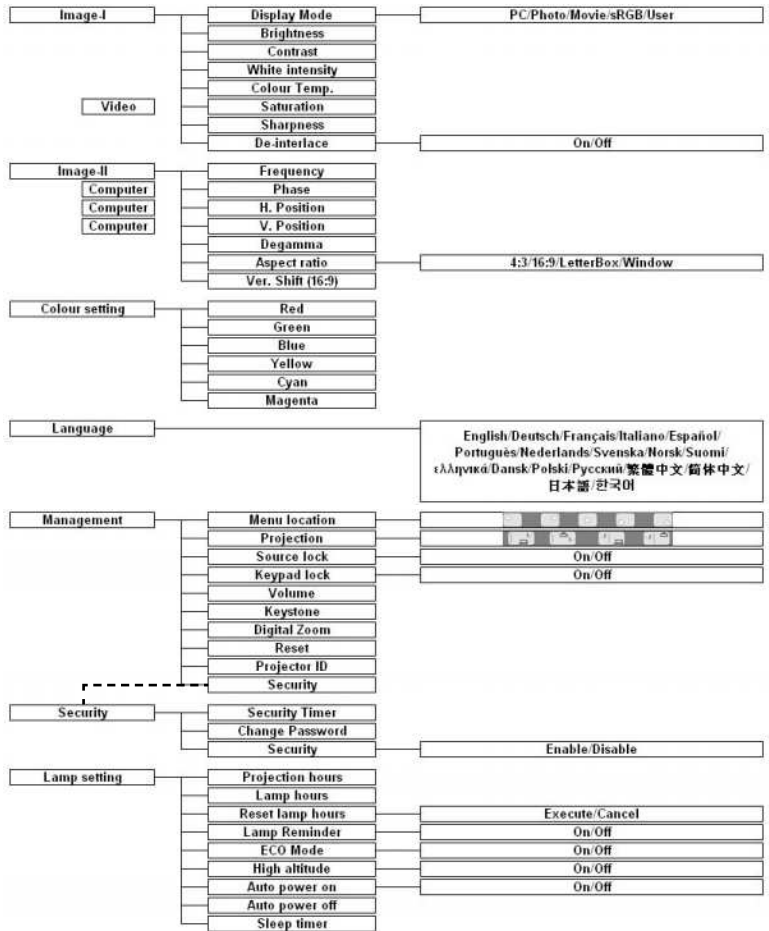 Image-I Display Mode PC/Photo/Movie/sRGB/User
Brightness
Contrast
White intensity
Colour Temp.
Video Saturation
Sharpness
De-interlace On/Off
Image-II Frequency
Computer Phase
Computer H. Position
Computer V. Position
Degamma
Aspect ratio 4:3/16:9/LetterBox/Window
Ver. Shift (16:9)
Colour setting Red
Green
Blue
Yellow
Cyan
Magenta
Language
English/Deutsch/Français/Italiano/Español/
Português/Nederlands/Svenska/Norsk/Suomi/
ελληνικά/Dansk/Polski/Русский/繁體中文/简体中文/
日本語/한국어
Management Menu location
Projection
Source lock On/Off
Keypad lock On/Off
Volume
Keystone
Digital Zoom
Reset
Projector ID
Security
Security Security Timer
Change Password
Security Enable/Disable
Lamp setting Projection hours
Lamp hours
Reset lamp hours Execute/Cancel
Lamp Reminder On/Off
ECO Mode On/Off
High altitude On/Off
Auto power on On/Off
Auto power off
Sleep timer